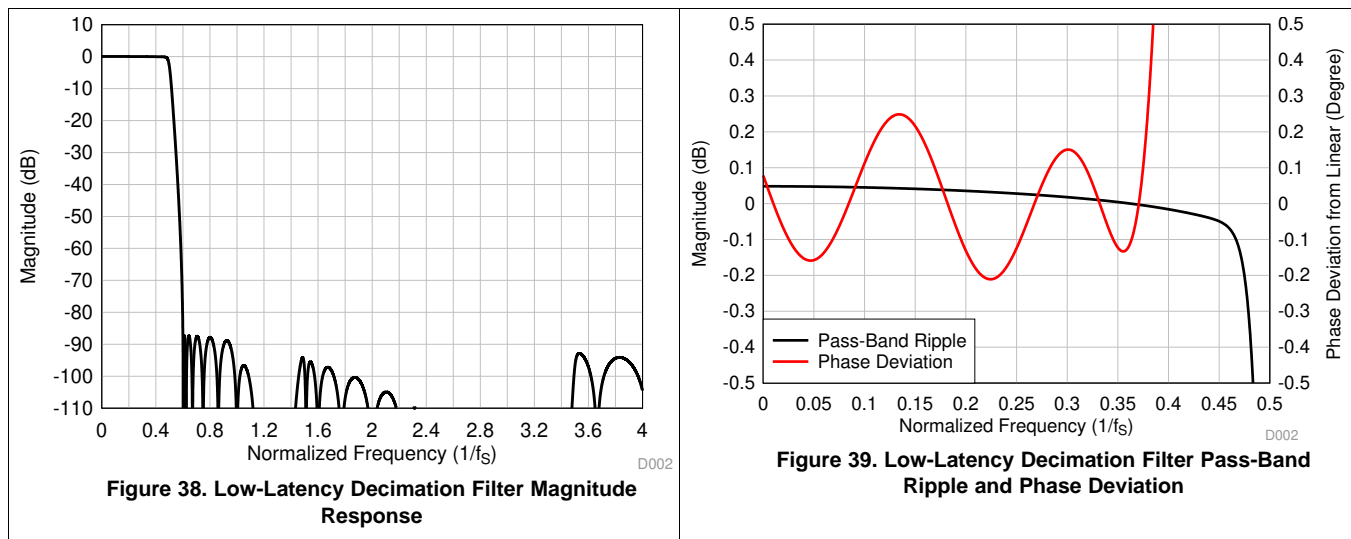 10
0
-10
-20
-30
-40
-50
-60
-70
-80
-90
-100
-110
Magnitude (dB)
0 0.4 0.8 1.2 1.6 2 2.4 2.8 3.2 3.6 4
Normalized Frequency (1/fS)
D002
Figure 38. Low-Latency Decimation Filter Magnitude
Response
0.5
0.4
0.3
0.2
0.1
0
-0.1
-0.2
-0.3
-0.4
-0.5
Magnitude (dB)
Pass-Band Ripple
Phase Deviation
0.5
0.4
0.3
0.2
0.1
0
-0.1
-0.2
-0.3
-0.4
-0.5
Phase Deviation from Linear (Degree)
0 0.05 0.1 0.15 0.2 0.25 0.3 0.35 0.4 0.45 0.5
Normalized Frequency (1/fS)
D002
Figure 39. Low-Latency Decimation Filter Pass-Band
Ripple and Phase Deviation